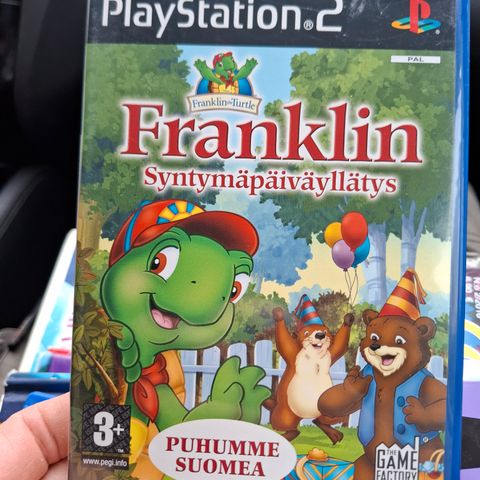 PlayStation®2
PAL
Franklin the Turtle
Franklin
Syntymäpäiväyllätys
3+
www.pegi.info
PUHUMME
SUOMEA
THE
GAME
FACTORY